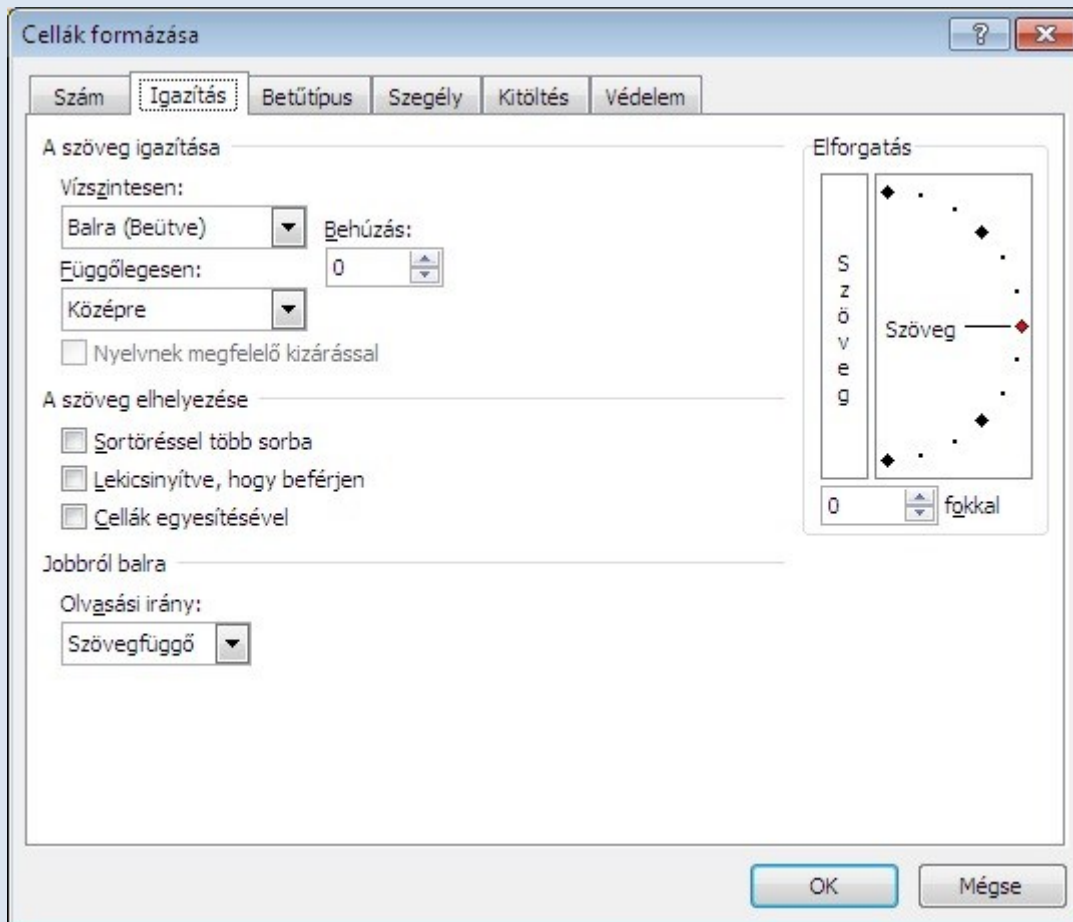 Cellák formázása
Szám Igazítás Betűtípus Szegély Kitöltés Védelem
A szöveg igazítása
Vízszintesen:
Balra (Beütve)
Behúzás:
0
Függőlegesen:
Középre
Nyelvnek megfelelő kizárással
A szöveg elhelyezése
Sortöréssel több sorba
Lekicsinyítve, hogy beférjen
Cellák egyesítésével
Jobbról balra
Olvasási irány:
Szövegfüggő
Elforgatás
Szöveg
Szöveg
0 fokkal
OK Mégse